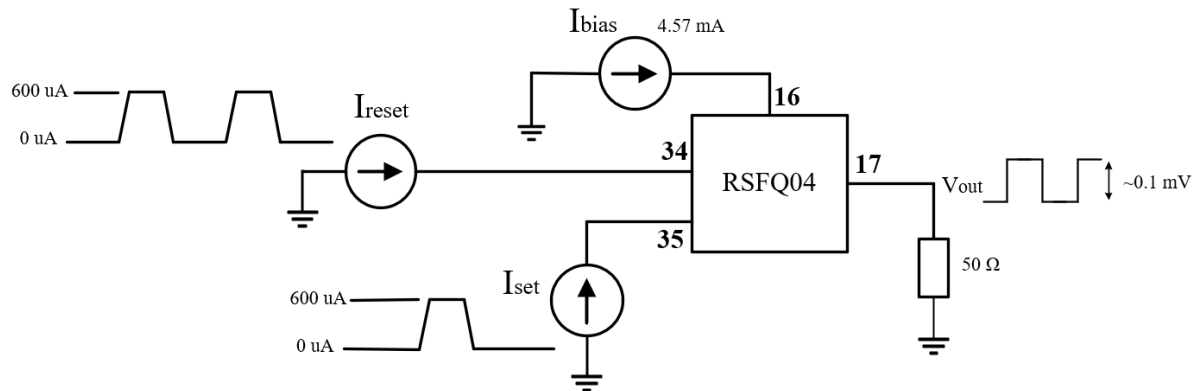 Ibias 4.57 mA
16
600 uA
0 uA
Ireset
34
RSFQ04
17
Vout
~0.1 mV
35
50 Ω
Iset
600 uA
0 uA